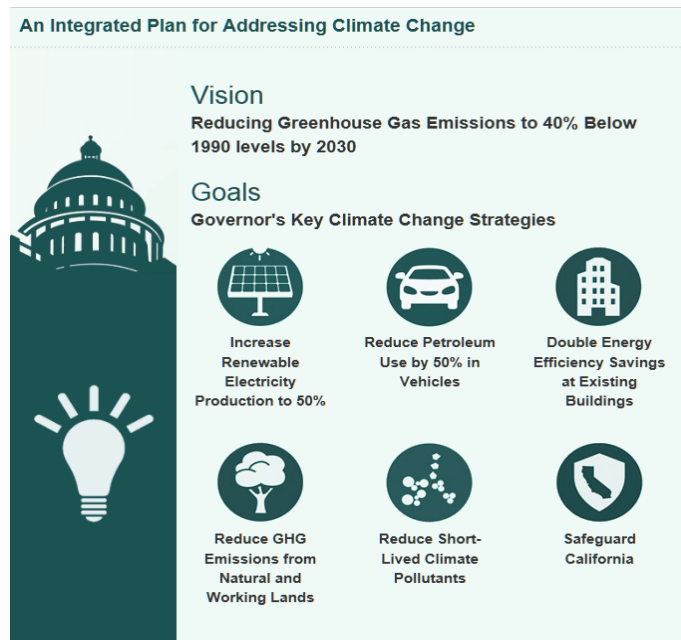 An Integrated Plan for Addressing Climate Change
Vision
Reducing Greenhouse Gas Emissions to 40% Below
1990 levels by 2030
Goals
Governor's Key Climate Change Strategies
Increase
Renewable
Electricity
Production to 50%
Reduce Petroleum
Use by 50% in
Vehicles
Double Energy
Efficiency Savings
at Existing
Buildings
Reduce GHG
Emissions from
Natural and
Working Lands
Reduce Short-
Lived Climate
Pollutants
Safeguard
California